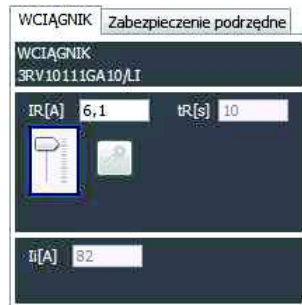 WCIĄGNIK Zabezpieczenie podrzędne
WCIĄGNIK
3RV10111GA10/LI
IR[A] 6,1 tR[s] 10
Ii[A] 82